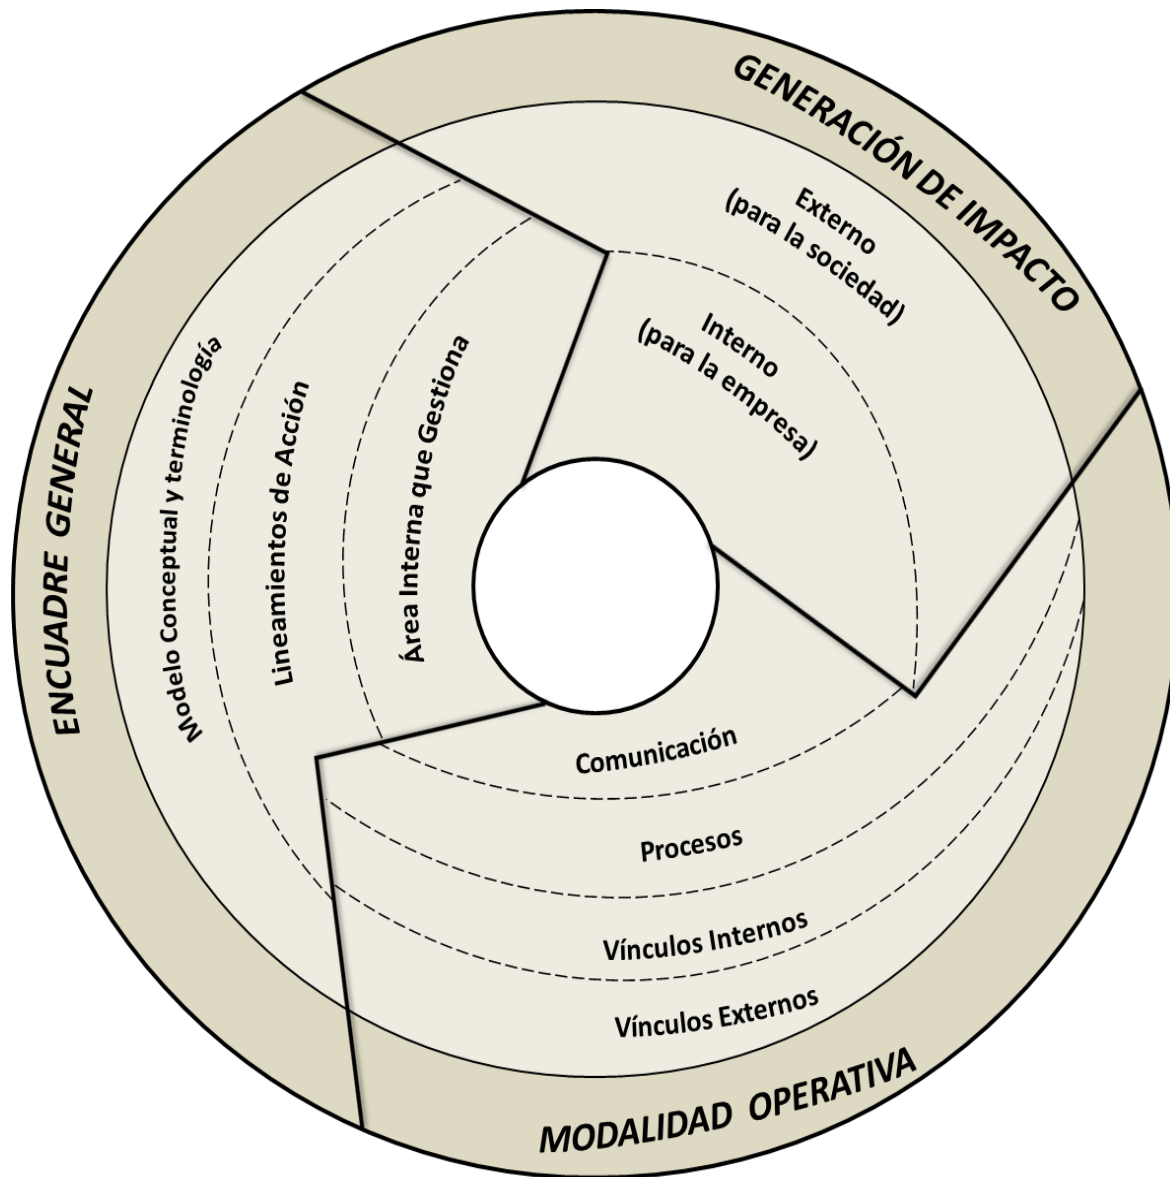 GENERACIÓN DE IMPACTO
Externo
(para la sociedad)
Interno
(para la empresa)
ENCUADRE GENERAL
Modelo Conceptual y terminología
Lineamientos de Acción
Área Interna que Gestiona
Comunicación
Procesos
Vínculos Internos
Vínculos Externos
MODALIDAD OPERATIVA